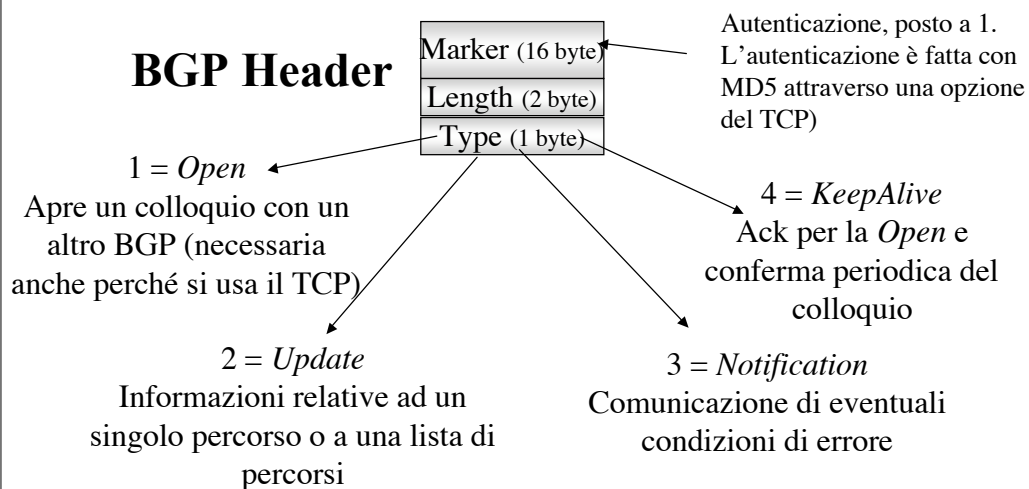 BGP Header
Marker (16 byte)
Length (2 byte)
Type (1 byte)
Autenticazione, posto a 1.
L'autenticazione è fatta con
MD5 attraverso una opzione
del TCP)
1 = Open
Apre un colloquio con un
altro BGP (necessaria
anche perché si usa il TCP)
4 = KeepAlive
Ack per la Open e
conferma periodica del
colloquio
2 = Update
Informazioni relative ad un
singolo percorso o a una lista di
percorsi
3 = Notification
Comunicazione di eventuali
condizioni di errore